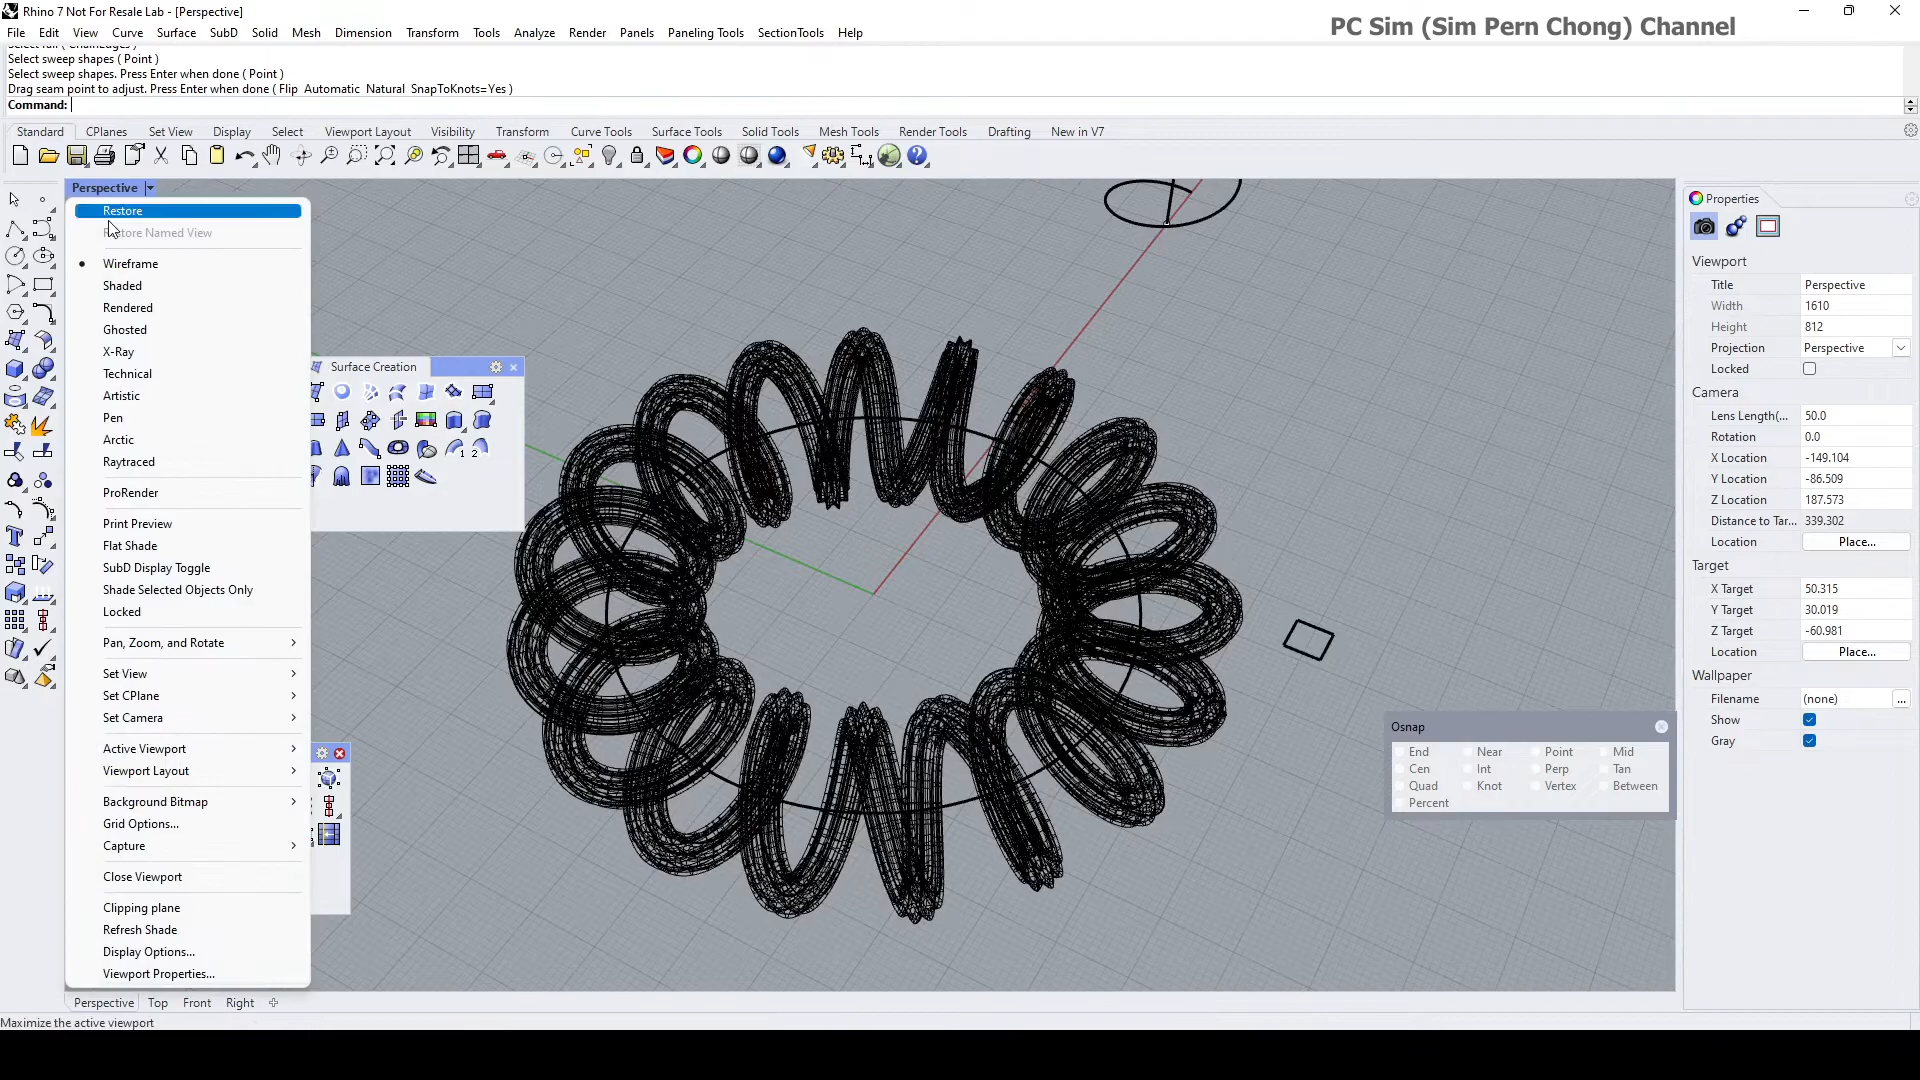 Rhino 7 Not For Resale Lab - [Perspective]
File Edit View Curve Surface SubD Solid Mesh Dimension Transform Tools Analyze Render Panels Paneling Tools SectionTools Help
PC Sim (Sim Pern Chong) Channel
Select rail ( ChainEdges )
Select sweep shapes ( Point )
Select sweep shapes. Press Enter when done ( Point )
Drag seam point to adjust. Press Enter when done ( Flip Automatic Natural SnapToKnots=Yes )
Command:
Standard CPlanes Set View Display Select Viewport Layout Visibility Transform Curve Tools Surface Tools Solid Tools Mesh Tools Render Tools Drafting New in V7
Perspective
Restore
Restore Named View
Wireframe
Shaded
Rendered
Ghosted
X-Ray
Technical
Artistic
Pen
Arctic
Raytraced
ProRender
Print Preview
Flat Shade
SubD Display Toggle
Shade Selected Objects Only
Locked
Pan, Zoom, and Rotate
Set View
Set CPlane
Set Camera
Active Viewport
Viewport Layout
Background Bitmap
Grid Options...
Capture
Close Viewport
Clipping plane
Refresh Shade
Display Options...
Viewport Properties...
Surface Creation
Osnap
End Near Point Mid
Cen Int Perp Tan
Quad Knot Vertex Between
Percent
Properties
Viewport
Title Perspective
Width 1610
Height 812
Projection Perspective
Locked
Camera
Lens Length(... 50.0
Rotation 0.0
X Location -149.104
Y Location -86.509
Z Location 187.573
Distance to Tar... 339.302
Location Place...
Target
X Target 50.315
Y Target 30.019
Z Target -60.981
Location Place...
Wallpaper
Filename (none) ...
Show
Gray
Perspective Top Front Right
Maximize the active viewport